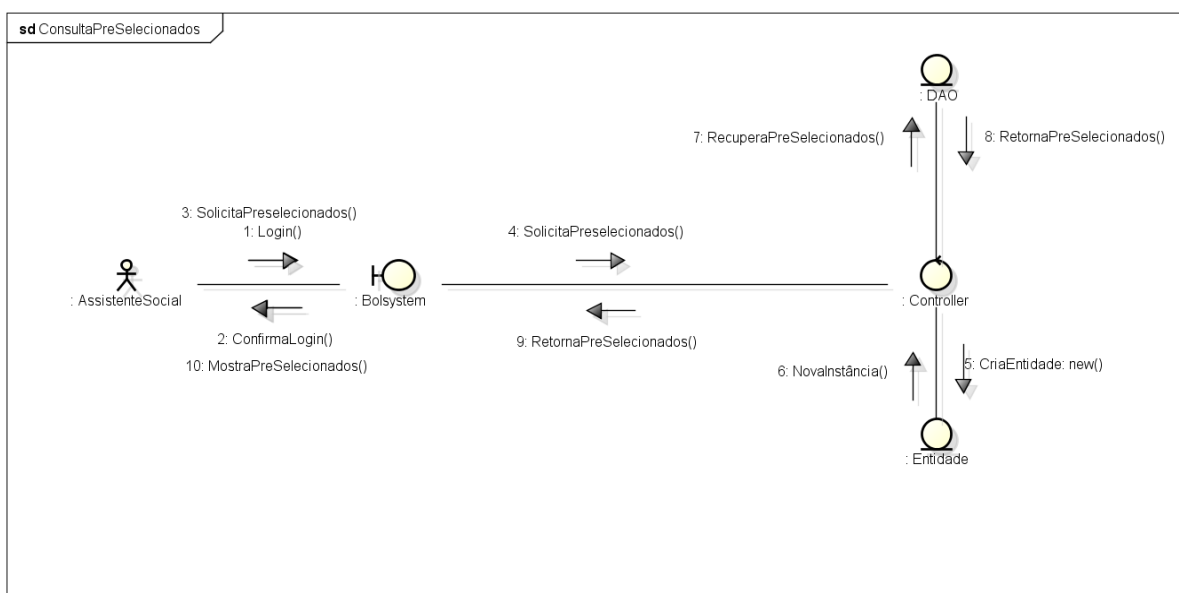 sd ConsultaPreSelecionados
: DAO
7: RecuperaPreSelecionados()
8: RetornaPreSelecionados()
3: SolicitaPreselecionados()
1: Login()
4: SolicitaPreselecionados()
: AssistenteSocial
: Bolsystem
: Controller
2: ConfirmaLogin()
10: MostraPreSelecionados()
9: RetornaPreSelecionados()
6: NovaInstância()
5: CriaEntidade: new()
: Entidade